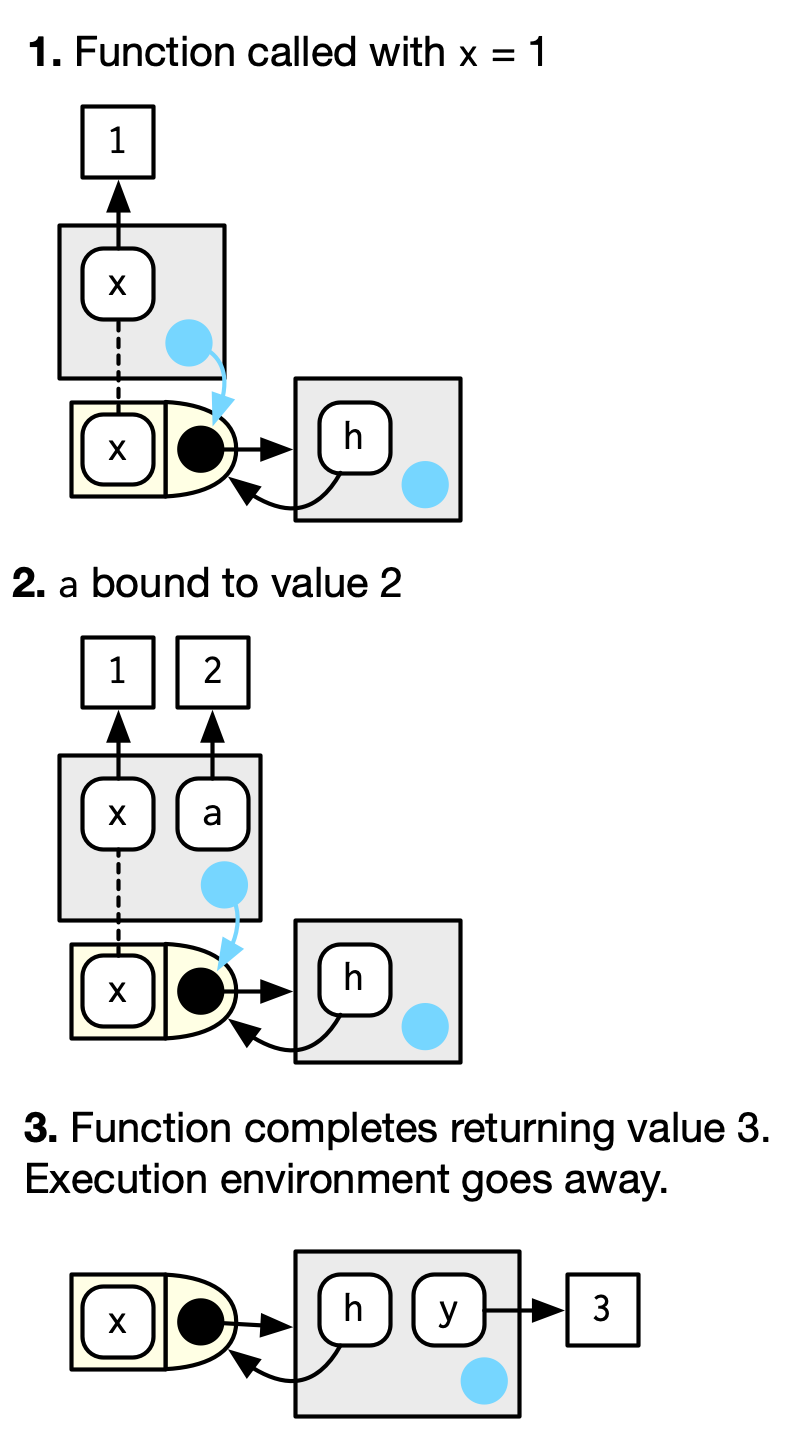 1. Function called with x = 1
1
x
x
h
2. a bound to value 2
1 2
x a
x
h
3. Function completes returning value 3.
Execution environment goes away.
x h y 3